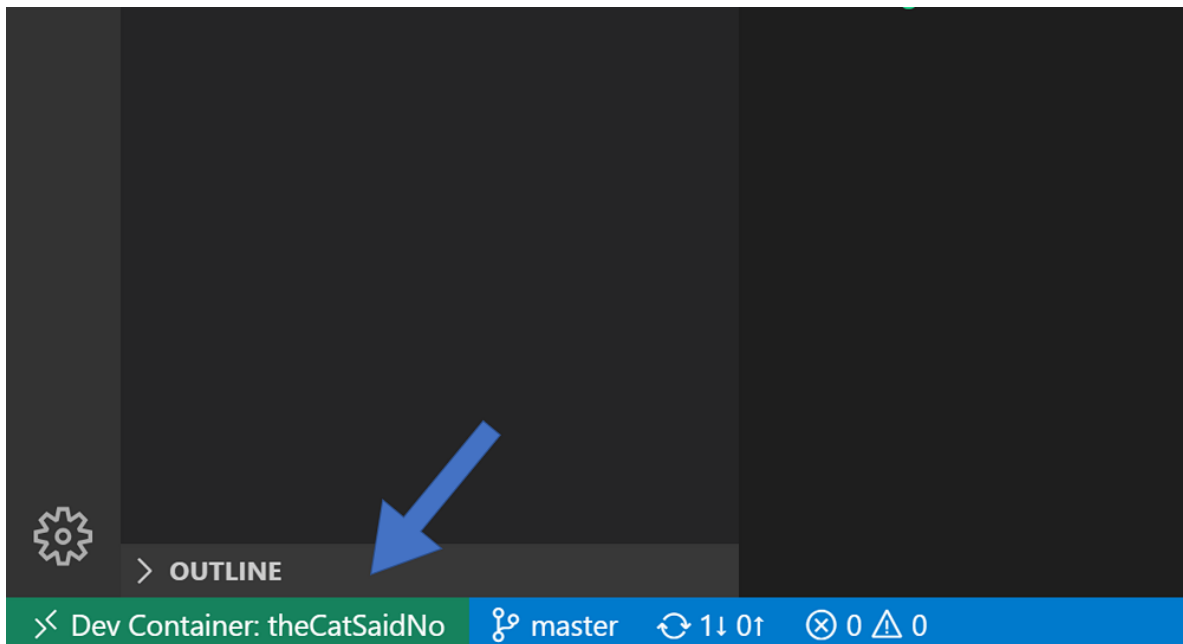 OUTLINE
Dev Container: theCatSaidNo master 1↓ 0↑ 0 0